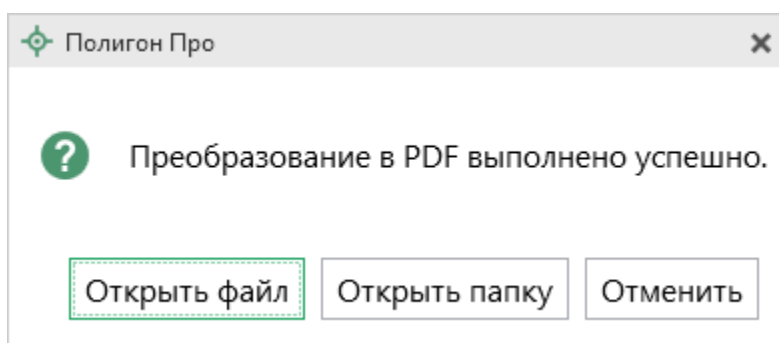 Полигон Про
Преобразование в PDF выполнено успешно.
Открыть файл Открыть папку Отменить